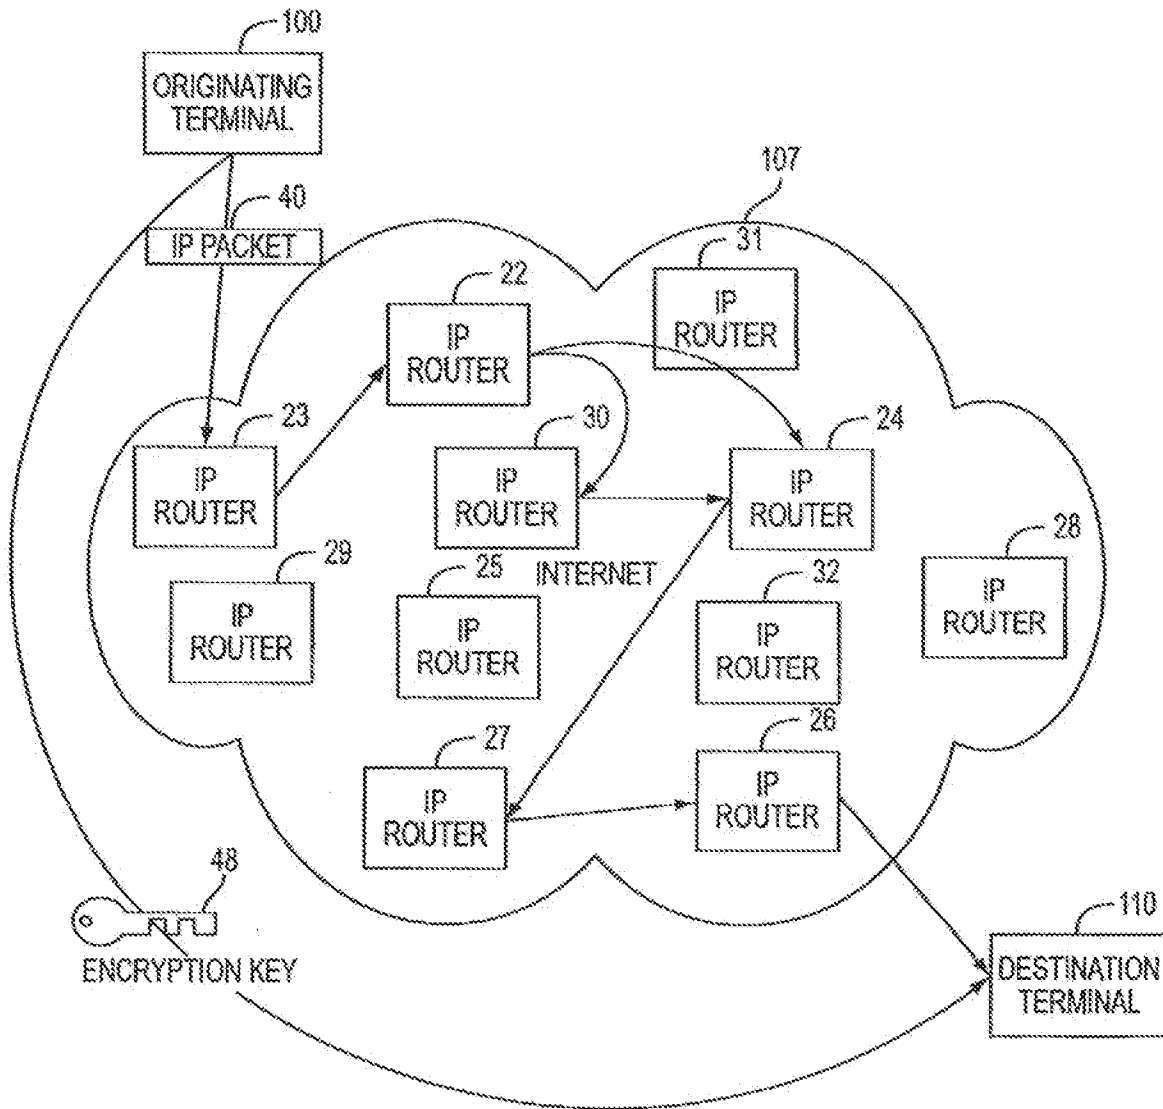 100
ORIGINATING
TERMINAL
40
IP PACKET
107
31
IP
ROUTER
22
IP
ROUTER
23
IP
ROUTER
30
IP
ROUTER
24
IP
ROUTER
29
IP
ROUTER
25
IP
ROUTER
INTERNET
32
IP
ROUTER
28
IP
ROUTER
27
IP
ROUTER
26
IP
ROUTER
48
ENCRYPTION KEY
110
DESTINATION
TERMINAL